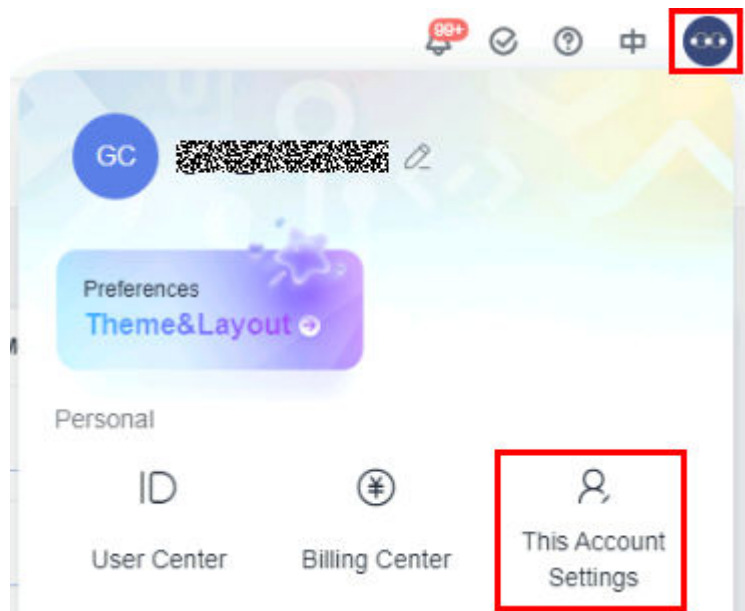 99+
中
GC
Preferences
Theme&Layout
M
Personal
ID
User Center
Billing Center
This Account
Settings